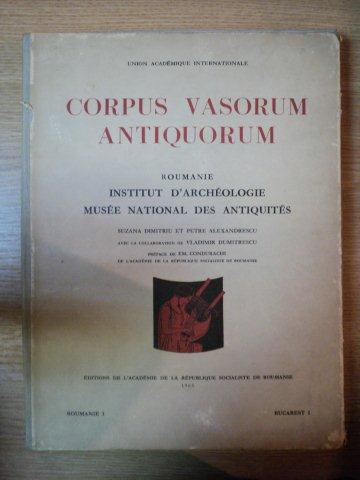 UNION ACADÉMIQUE INTERNATIONALE
CORPUS VASORUM
ANTIQUORUM
ROUMANIE
INSTITUT D'ARCHÉOLOGIE
MUSÉE NATIONAL DES ANTIQUITÉS
SUZANA DIMITRIU ET PETRE ALEXANDRESCU
AVEC LA COLLABORATION DE VLADIMIR DUMITRESCU
PRÉFACE DE EM. CONDURACHI
DE L'ACADÉMIE DE LA RÉPUBLIQUE SOCIALISTE DE ROUMANIE
ÉDITIONS DE L'ACADÉMIE DE LA RÉPUBLIQUE SOCIALISTE DE ROUMANIE
1965
ROUMANIE 1
BUCAREST 1